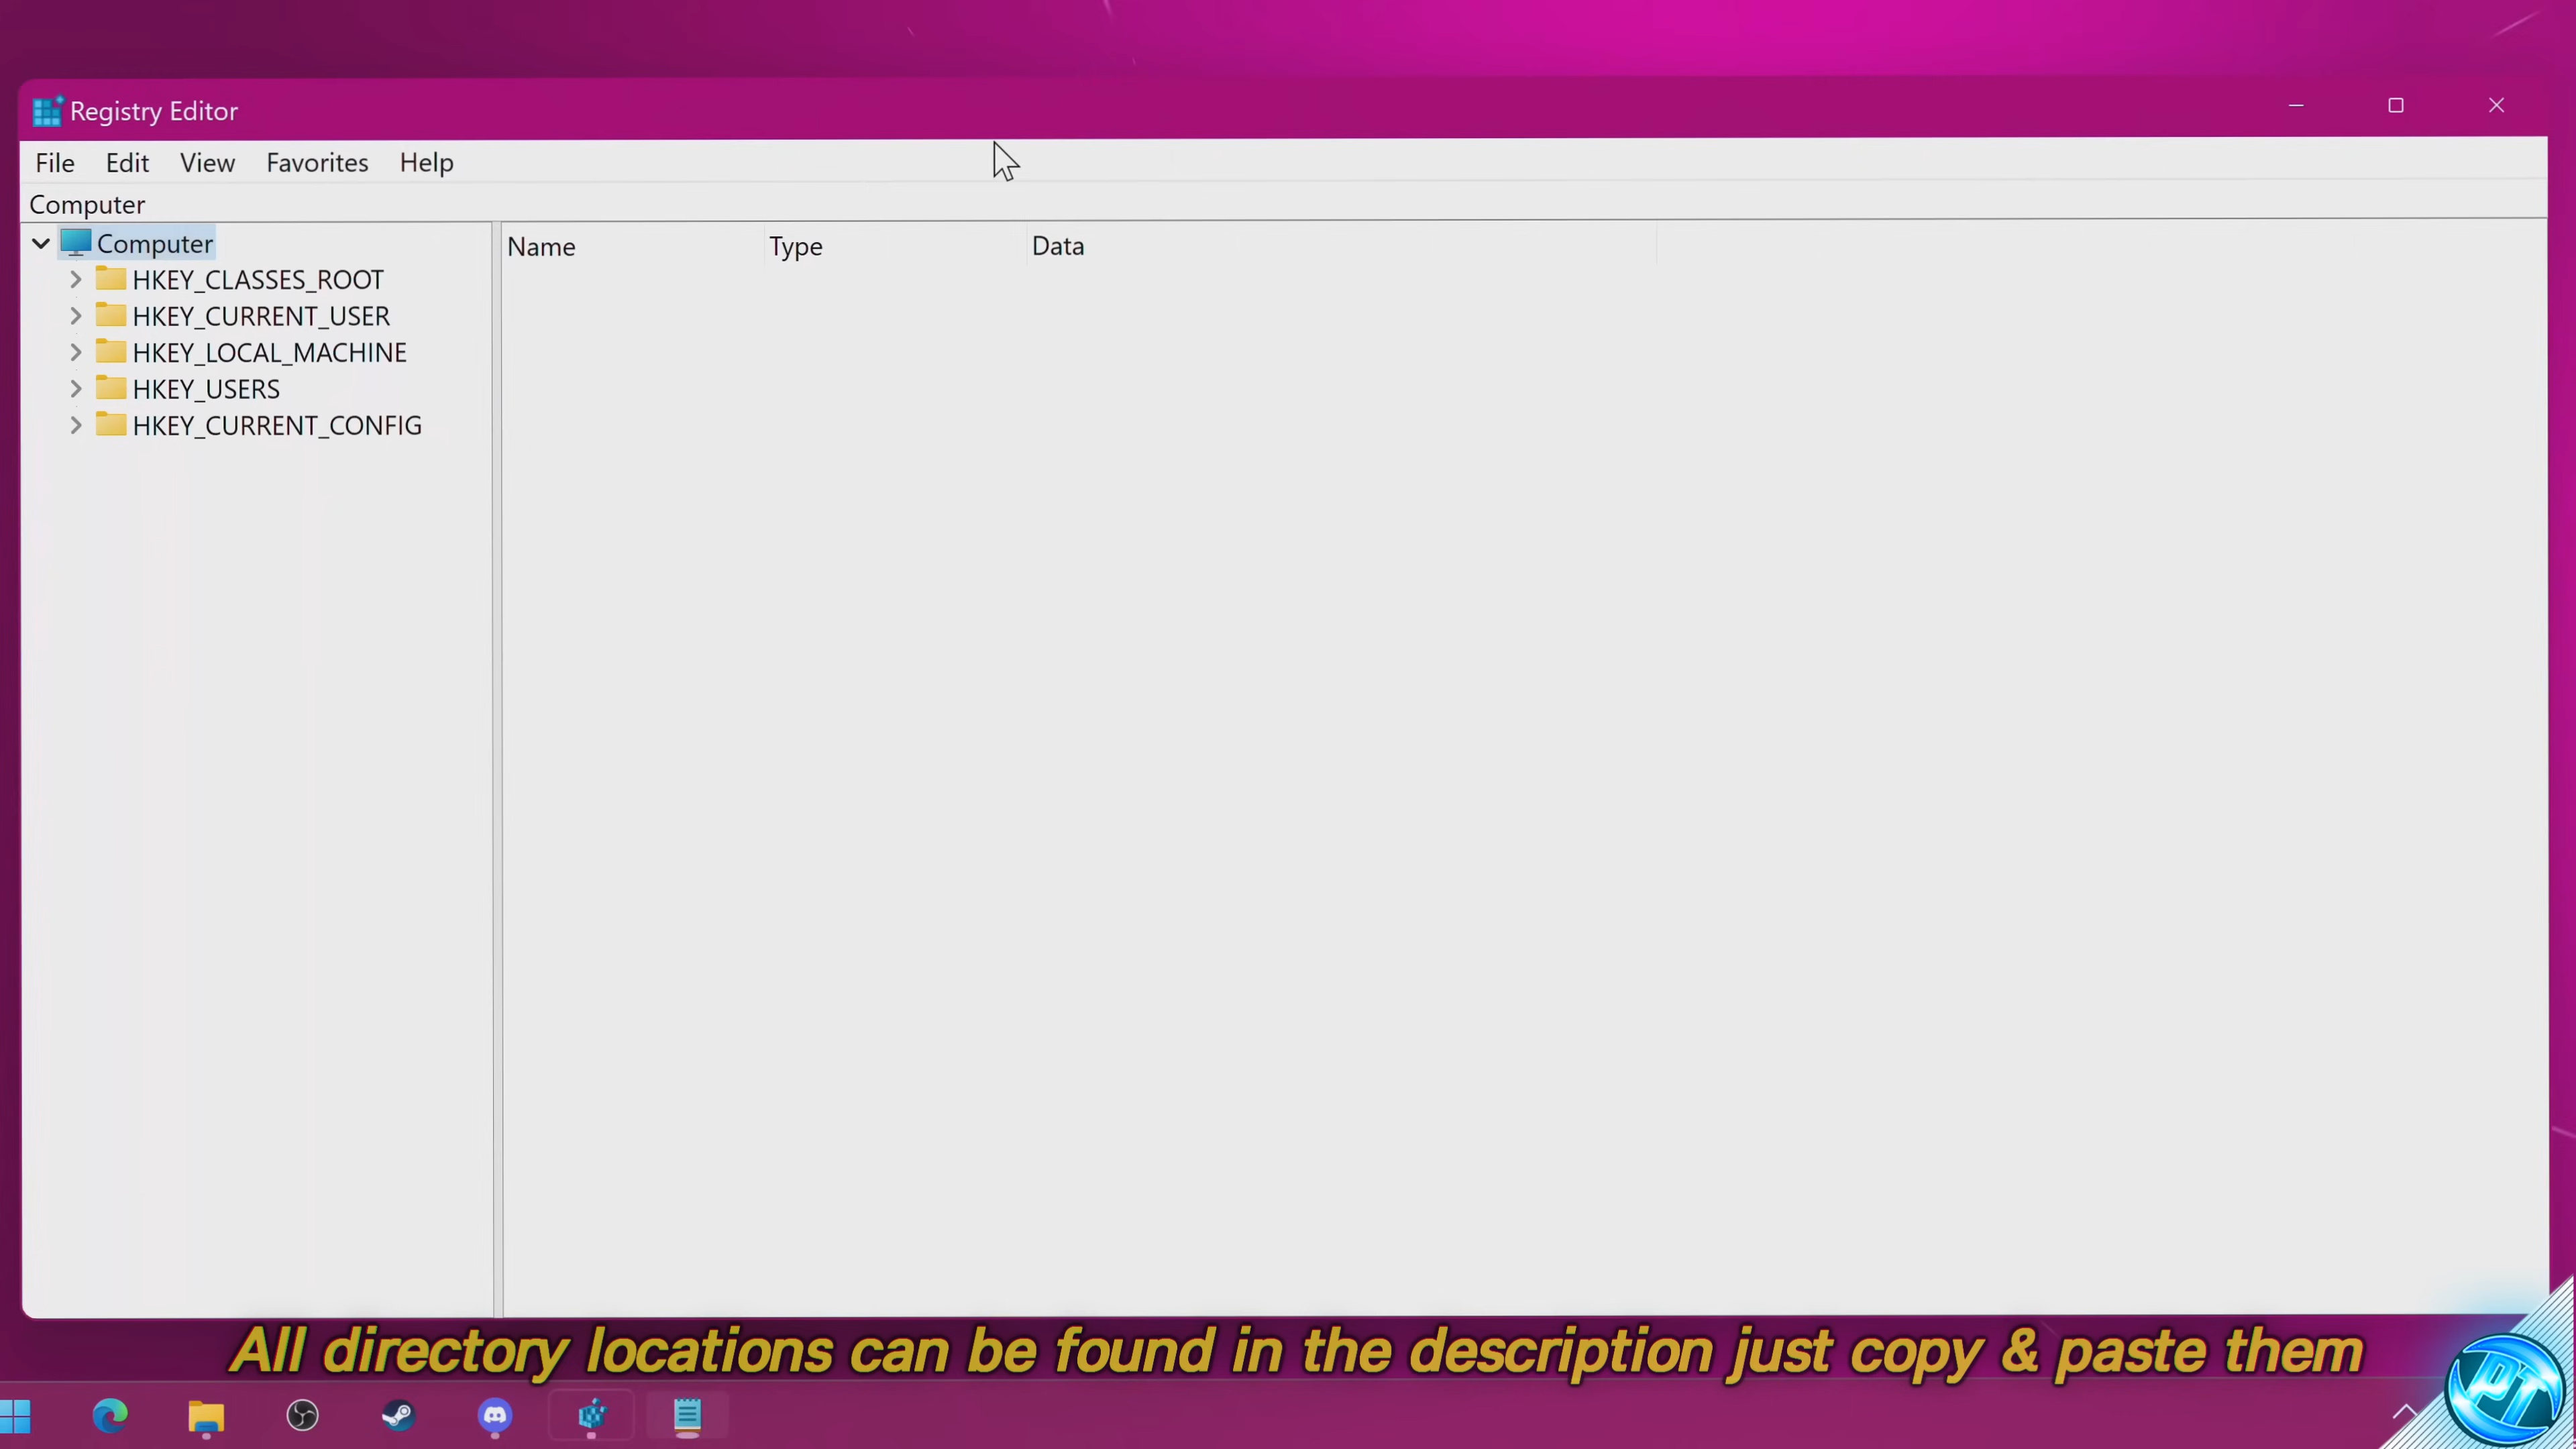 Registry Editor
File Edit View Favorites Help
Computer
Computer
HKEY_CLASSES_ROOT
HKEY_CURRENT_USER
HKEY_LOCAL_MACHINE
HKEY_USERS
HKEY_CURRENT_CONFIG
Name Type Data
All directory locations can be found in the description just copy & paste them
PT